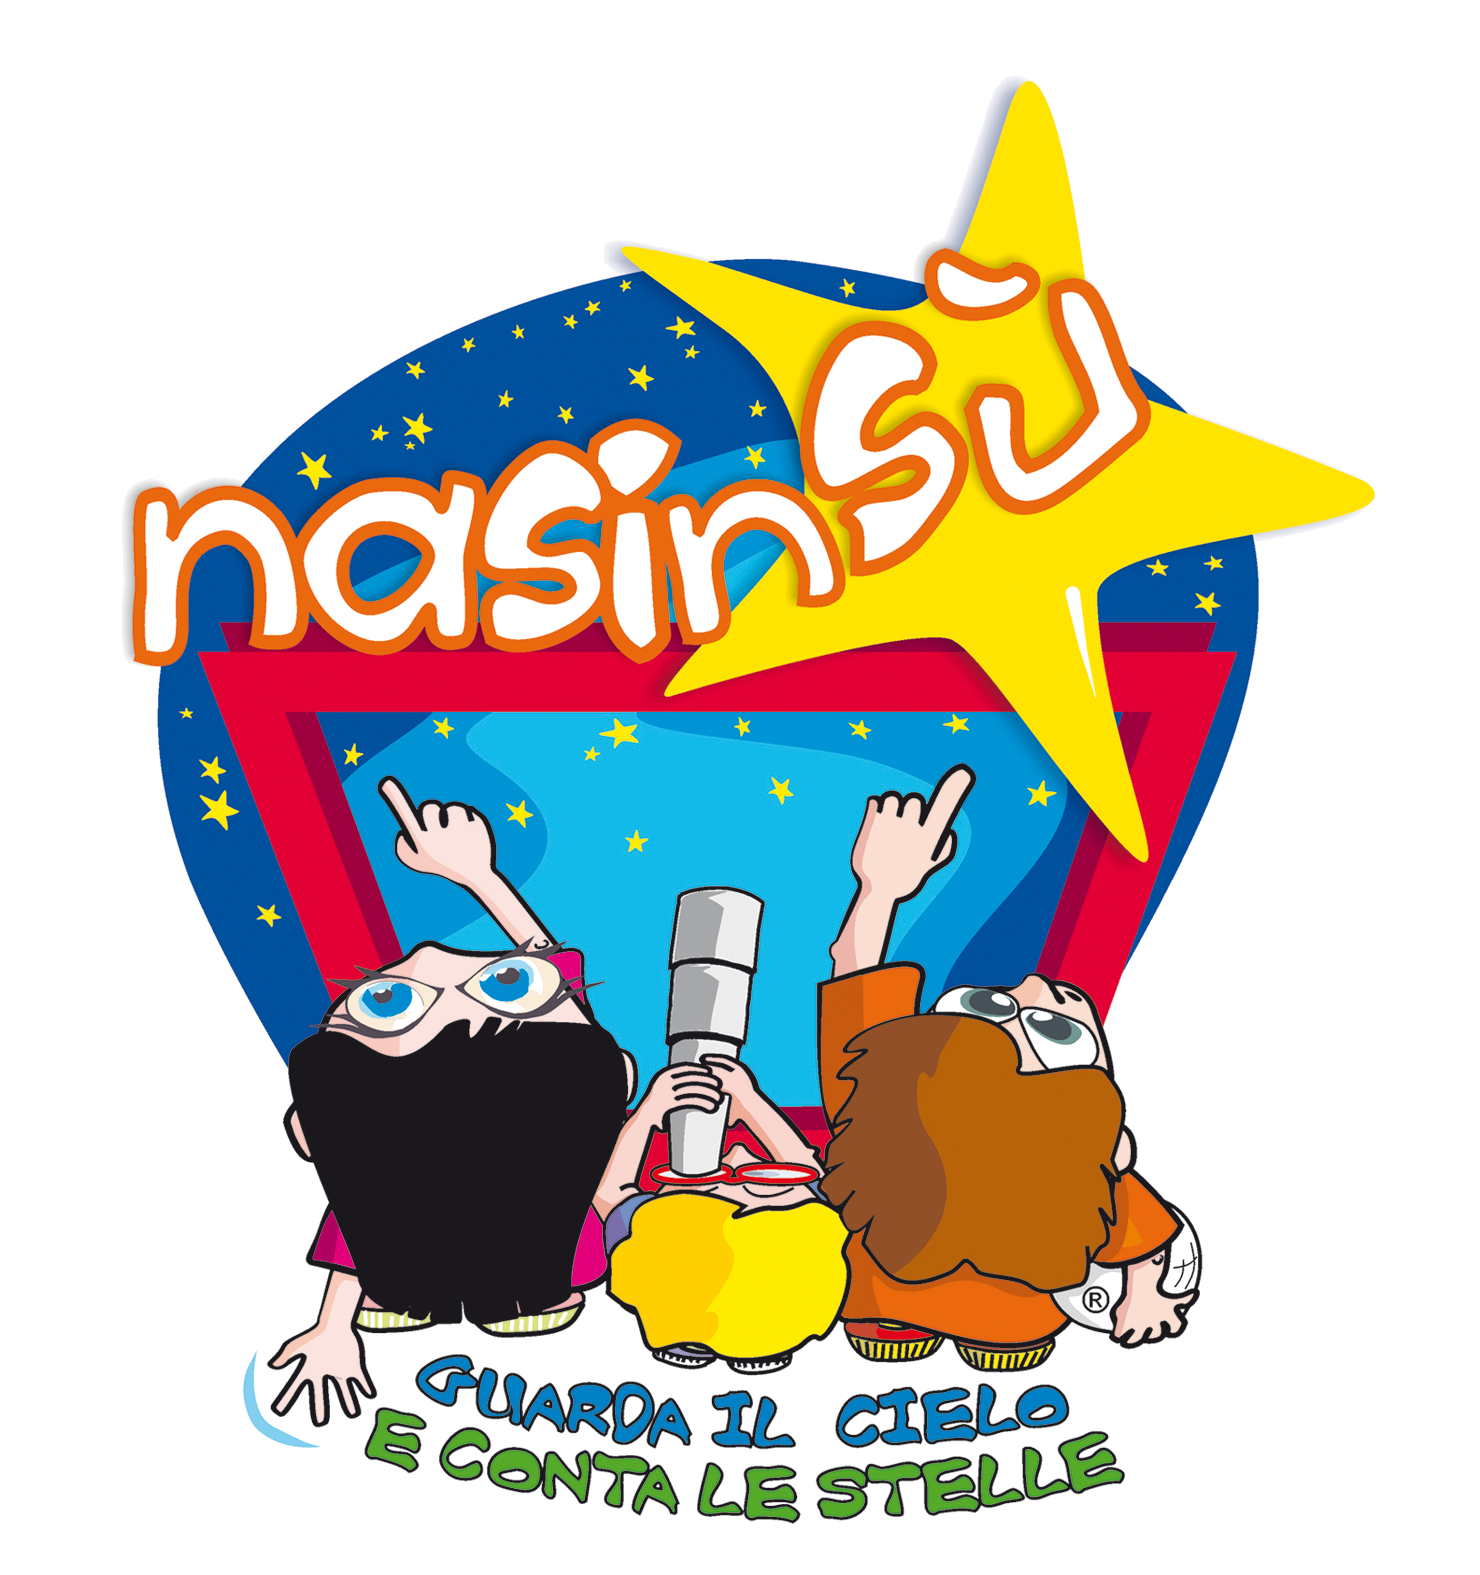 nasinsù
®
GUARDA IL CIELO
E CONTA LE STELLE